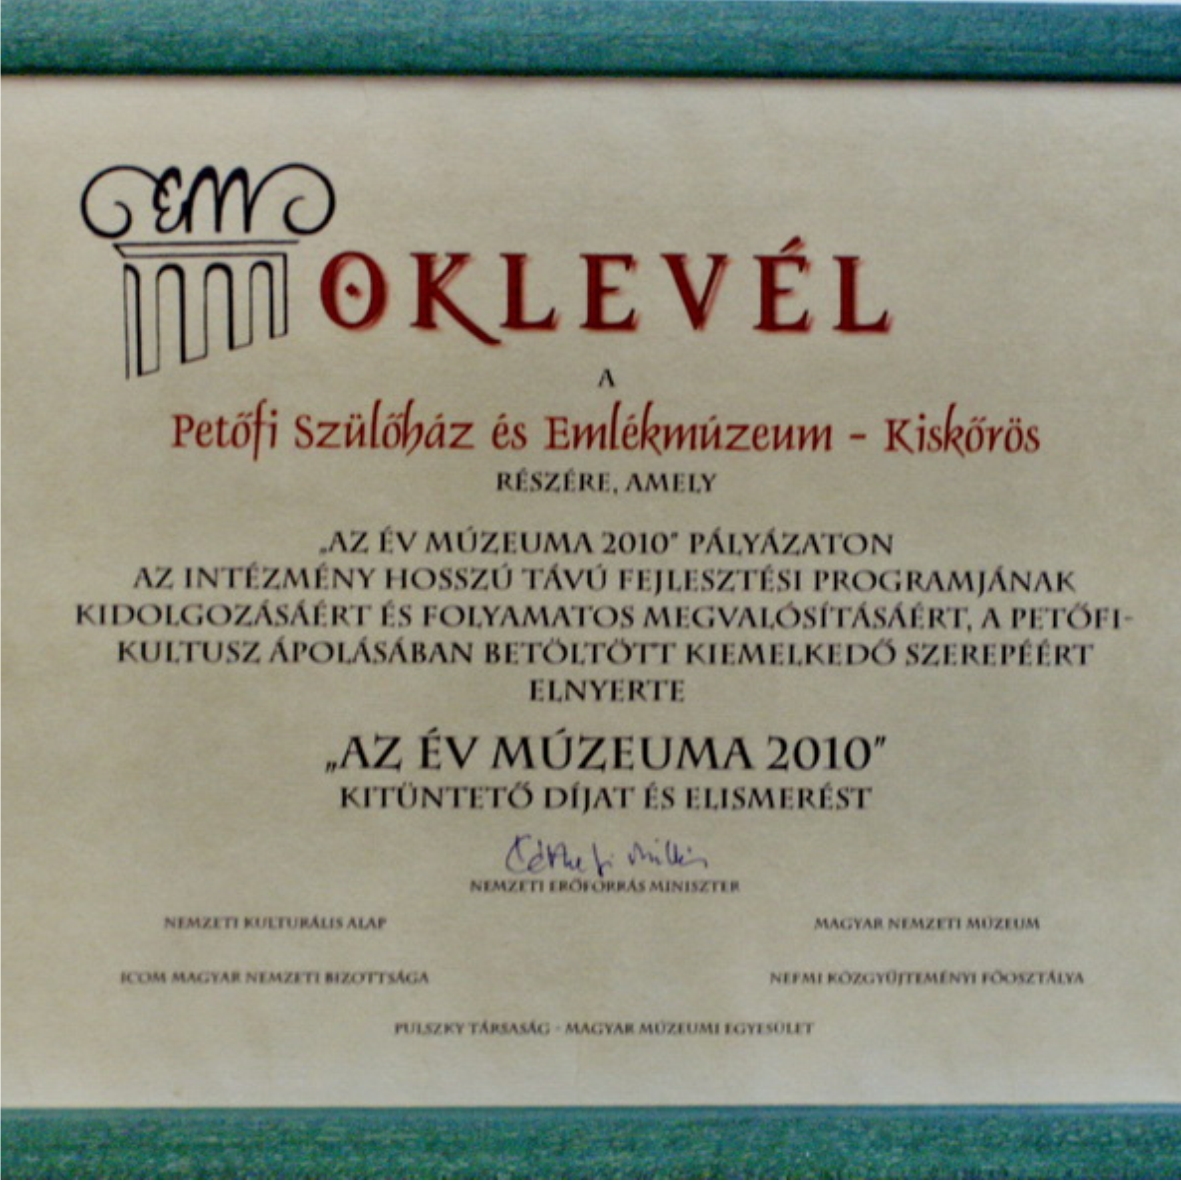 EM
OKLEVÉL
A
Petőfi Szülőház és Emlékmúzeum - Kiskőrös
RÉSZÉRE, AMELY
„AZ ÉV MÚZEUMA 2010” PÁLYÁZATON
AZ INTÉZMÉNY HOSSZÚ TÁVÚ FEJLESZTÉSI PROGRAMJÁNAK
KIDOLGOZÁSÁÉRT ÉS FOLYAMATOS MEGVALÓSÍTÁSÁÉRT, A PETŐFI-
KULTUSZ ÁPOLÁSÁBAN BETÖLTÖTT KIEMELKEDŐ SZEREPÉÉRT
ELNYERTE
„AZ ÉV MÚZEUMA 2010”
KITÜNTETŐ DÍJAT ÉS ELISMERÉST
NEMZETI ERŐFORRÁS MINISZTER
NEMZETI KULTURÁLIS ALAP
MAGYAR NEMZETI MÚZEUM
ICOM MAGYAR NEMZETI BIZOTTSÁGA
NEFMI KÖZGYŰJTEMÉNYI FŐOSZTÁLYA
PULSZKY TÁRSASÁG - MAGYAR MÚZEUMI EGYESÜLET